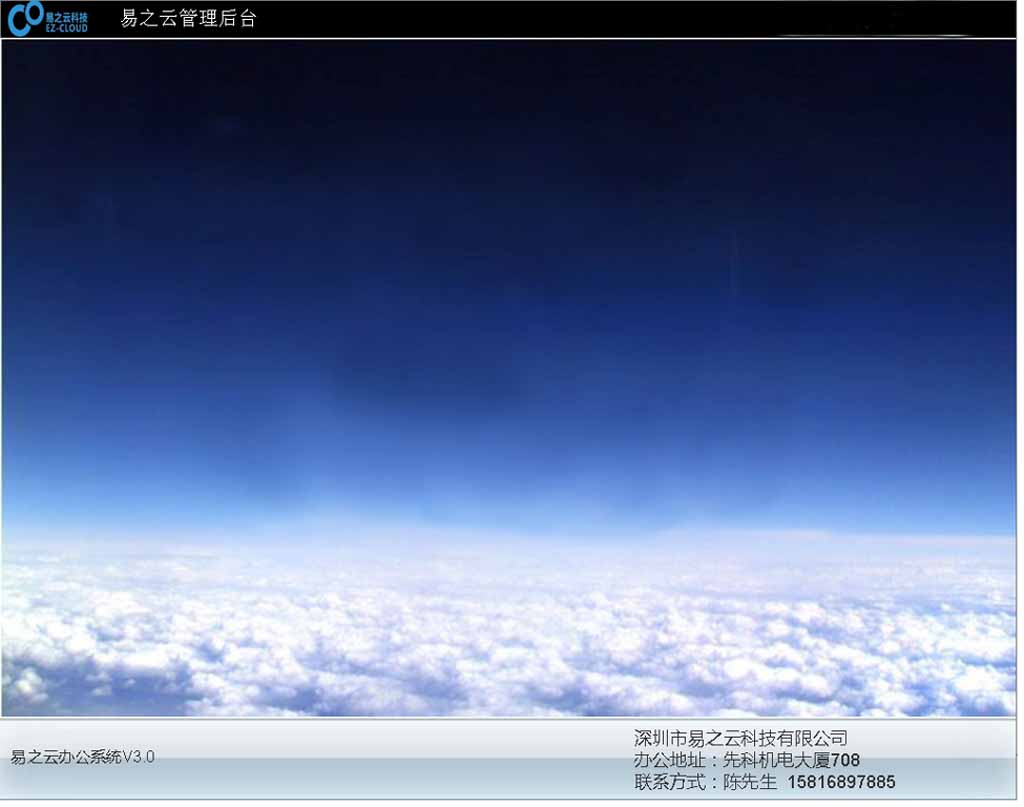 易之云科技
EZ-CLOUD
易之云管理后台
易之云办公系统V3.0
深圳市易之云科技有限公司
办公地址：先科机电大厦708
联系方式：陈先生 15816897885